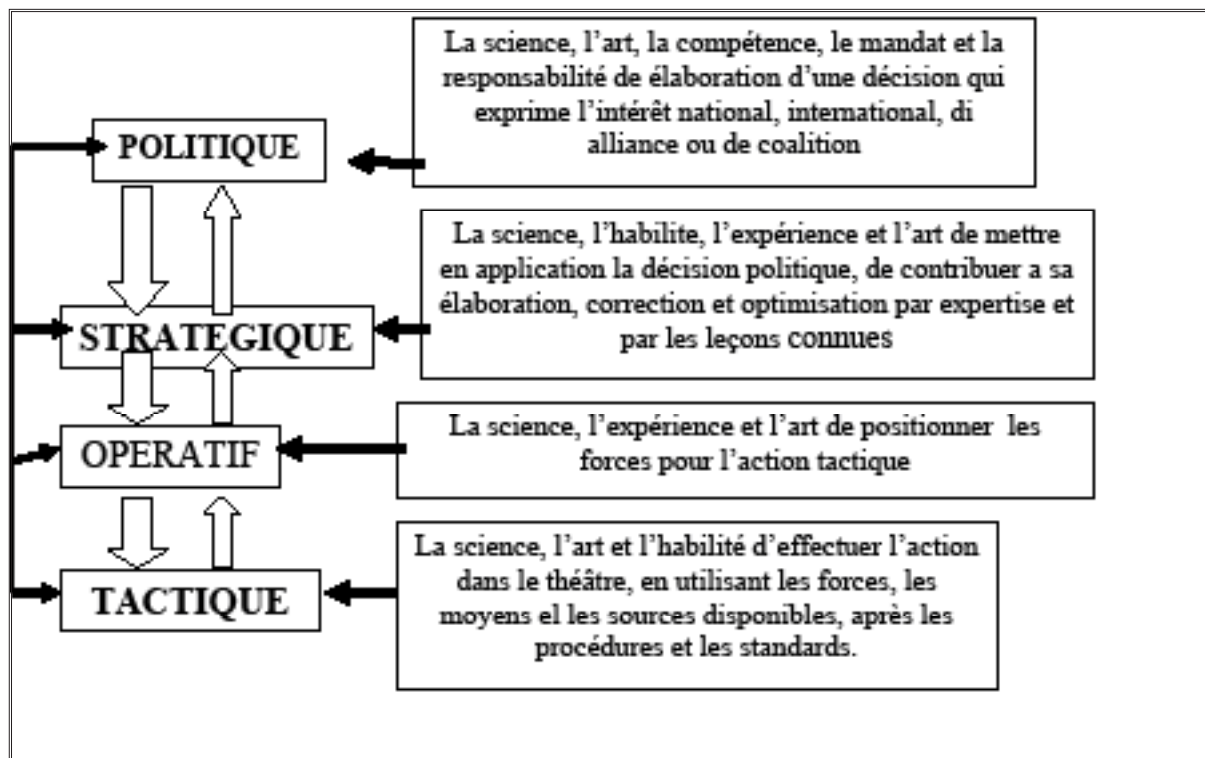 La science, l’art, la compétence, le mandat et la
responsabilité de élaboration d’une décision qui
exprime l’intérêt national, international, di
alliance ou de coalition
POLITIQUE
La science, l’habilite, l’expérience et l’art de mettre
en application la décision politique, de contribuer a sa
élaboration, correction et optimisation par expertise et
par les leçons connues
STRATEGIQUE
La science, l’expérience et l’art de positionner les
forces pour l’action tactique
OPERATIF
La science, l’art et l’habilité d’effectuer l’action
dans le théâtre, en utilisant les forces, les
moyens el les sources disponibles, après les
procédures et les standards.
TACTIQUE